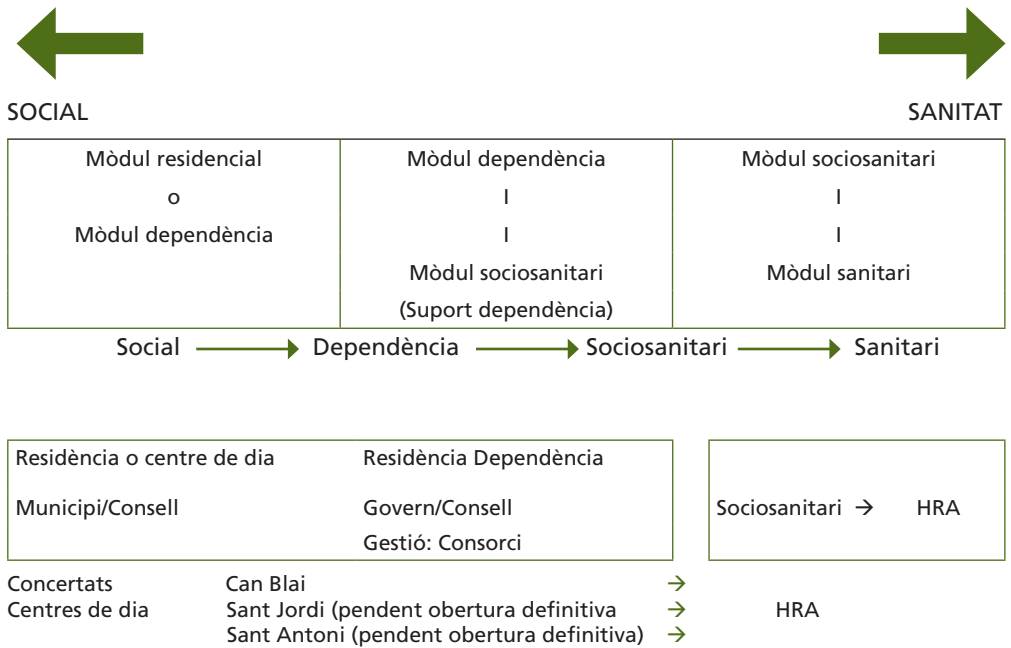 SOCIAL SANITAT
Mòdul residencial Mòdul dependència Mòdul sociosanitari
o I I
Mòdul dependència I I
Mòdul sociosanitari Mòdul sanitari
(Suport dependència)
Social Dependència Sociosanitari Sanitari
Residència o centre de dia Residència Dependència
Municipi/Consell Govern/Consell Sociosanitari → HRA
Gestió: Consorci
Concertats Can Blai →
Centres de dia Sant Jordi (pendent obertura definitiva → HRA
Sant Antoni (pendent obertura definitiva) →